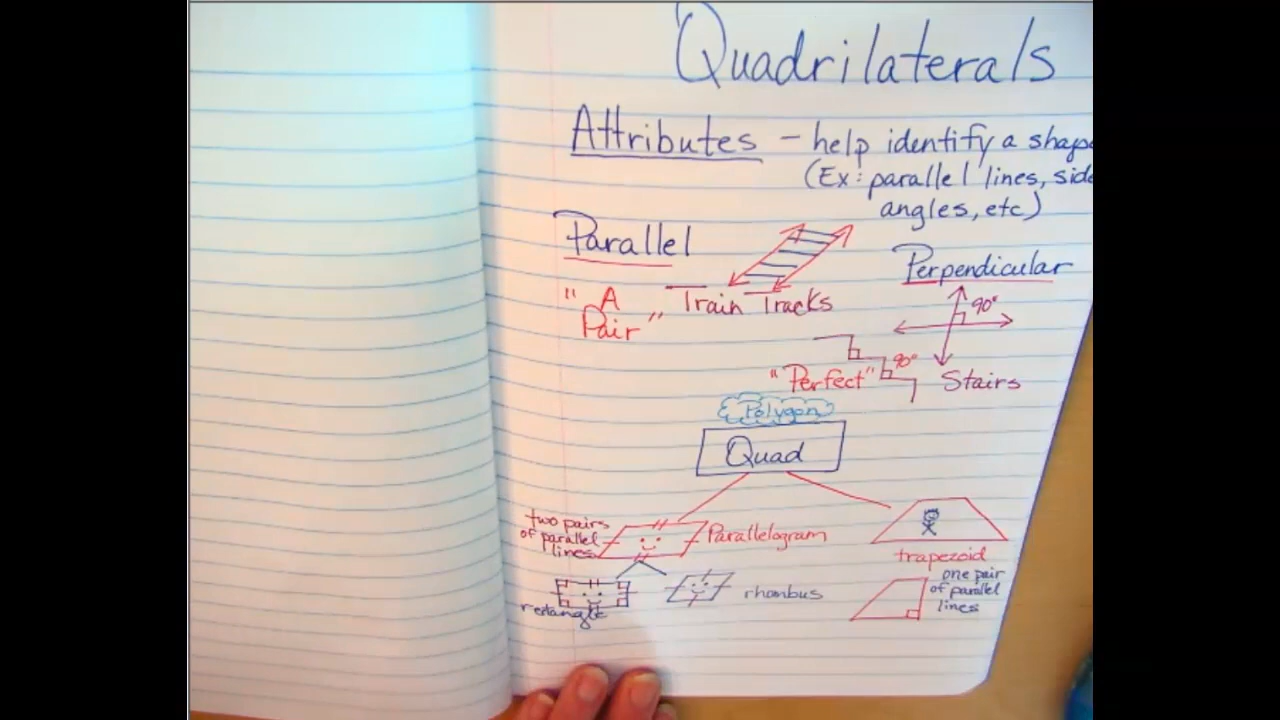 Quadrilaterals
Attributes - help identify a shape
(Ex: parallel lines, side
angles, etc)
Parallel
Perpendicular
90°
" A
Pair "
Train Tracks
90°
"Perfect"
Stairs
Polygon
Quad
two pairs
of parallel
lines
Parallelogram
trapezoid
one pair
of parallel
lines
rectangle
rhombus